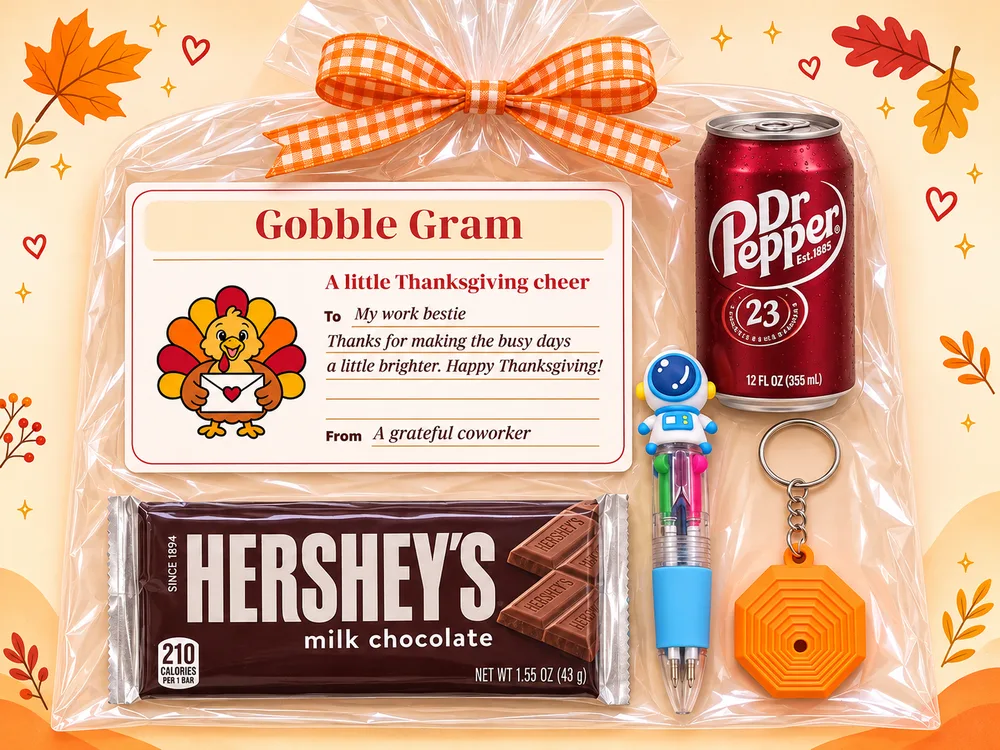 Gobble Gram
A little Thanksgiving cheer
To My work bestie
Thanks for making the busy days
a little brighter. Happy Thanksgiving!
From A grateful coworker
Dr
Pepper®
Est.1885
23
12 FL OZ (355 mL)
SINCE 1894
HERSHEY'S
milk chocolate
210
CALORIES
PER 1 BAR
NET WT 1.55 OZ (43 g)
HERSHEY'S
HERSHEY'S